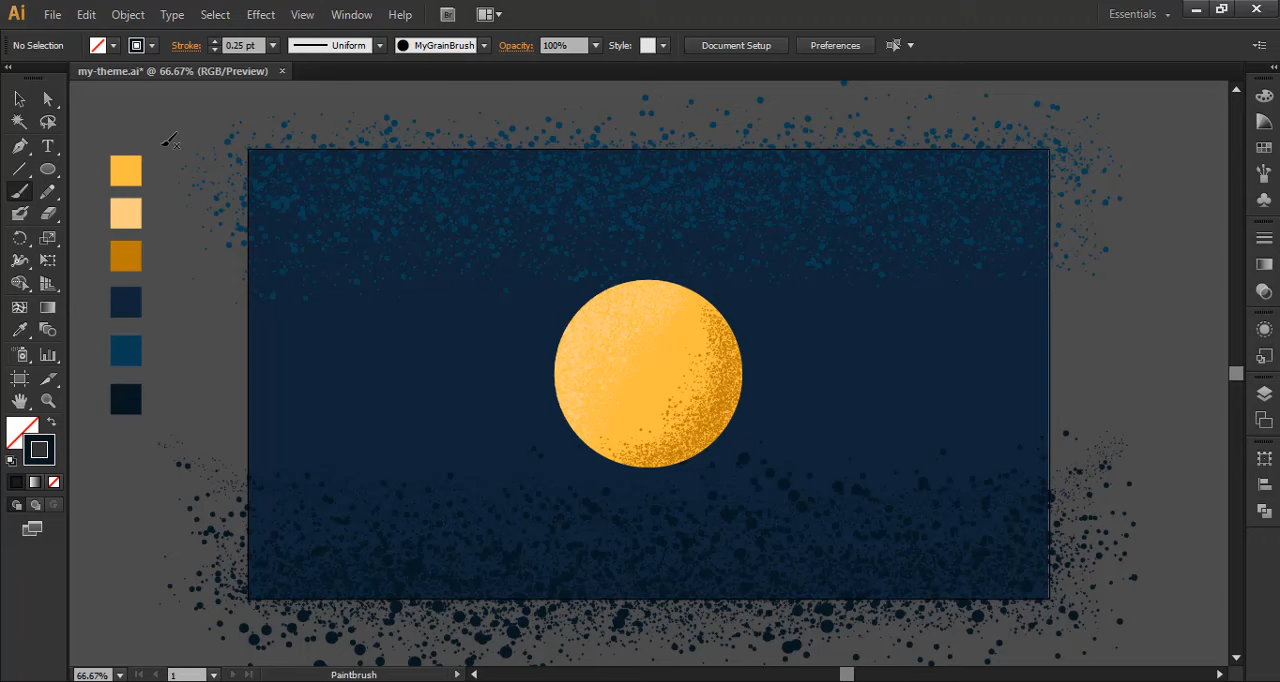 Ai File Edit Object Type Select Effect View Window Help Br Essentials
No Selection Stroke: 0.25 pt Uniform MyGrainBrush Opacity: 100% Style: Document Setup Preferences
my-theme.ai* @ 66.67% (RGB/Preview) ×
T
66.67% 1 Paintbrush